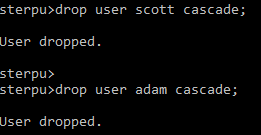 sterpu>drop user scott cascade;
User dropped.
sterpu>
sterpu>drop user adam cascade;
User dropped.